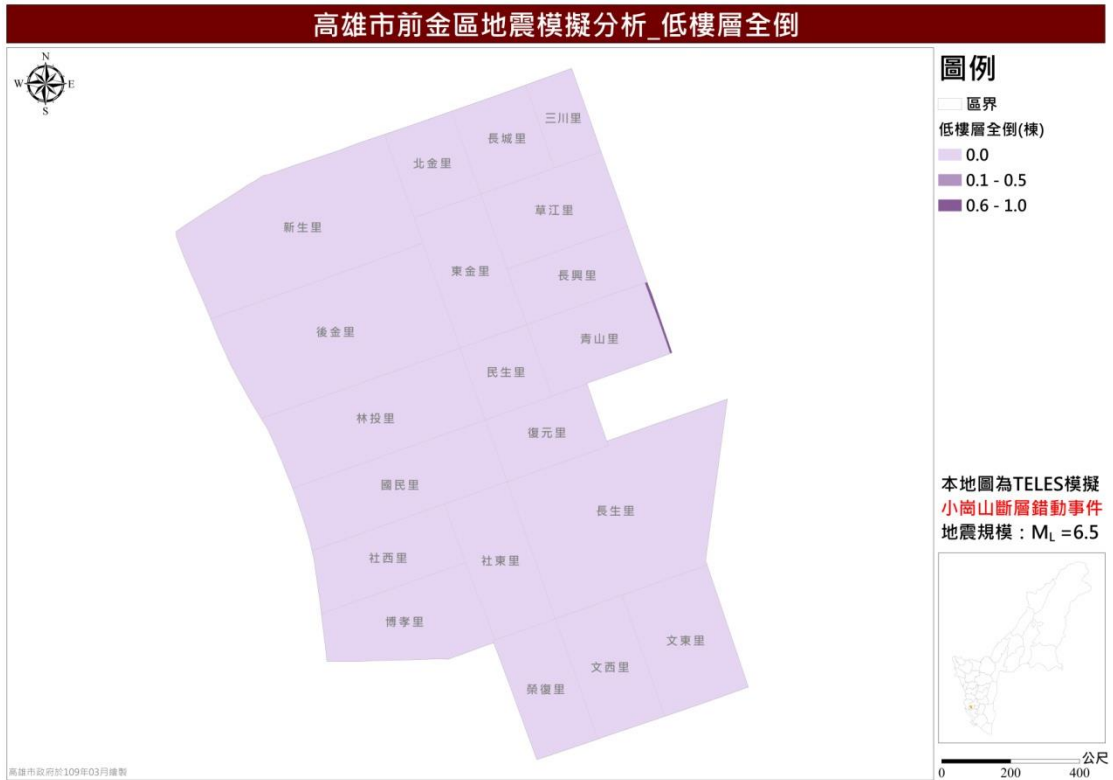 高雄市前金區地震模擬分析_低樓層全倒
N
W E
S
圖例
區界
低樓層全倒(棟)
0.0
0.1 - 0.5
0.6 - 1.0
三川里
長城里
北金里
草江里
新生里
東金里
長興里
後金里
青山里
民生里
林投里
復元里
國民里
長生里
社西里
社東里
博孝里
文東里
文西里
榮復里
本地圖為TELES模擬
小崗山斷層錯動事件
地震規模：ML =6.5
公尺
0 200 400
高雄市政府於109年03月繪製